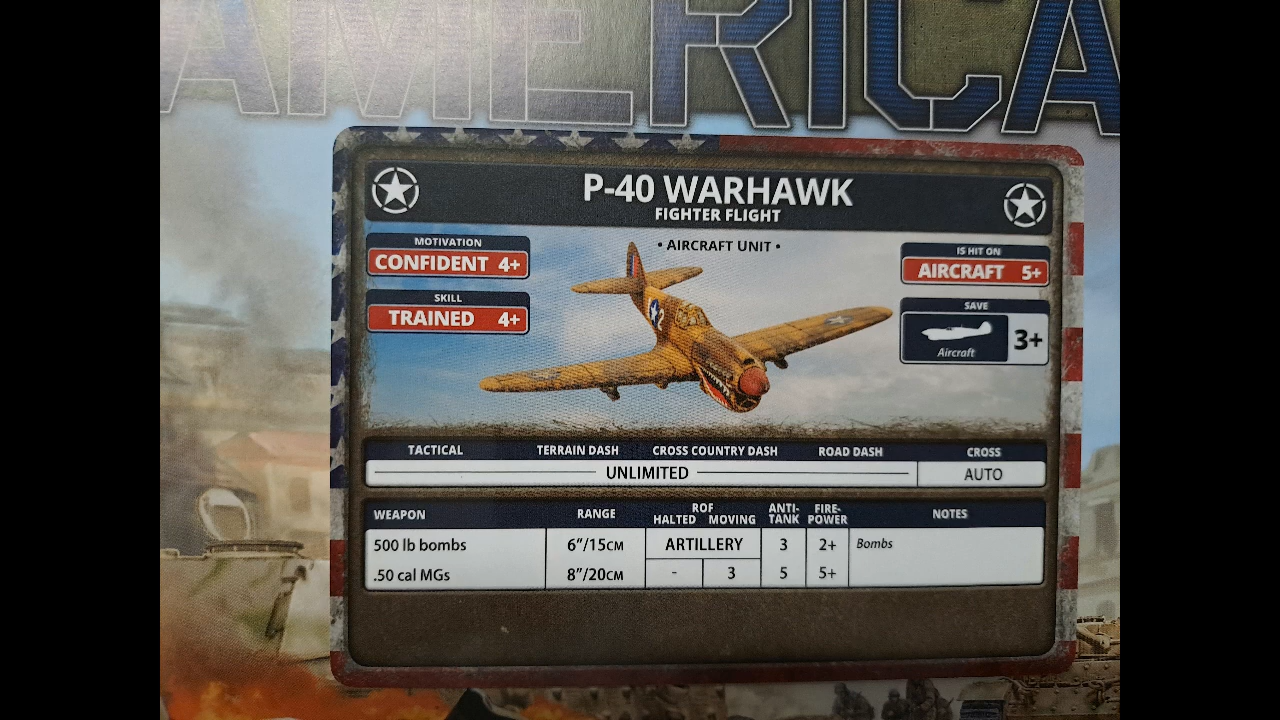 AMERICA
P-40 WARHAWK
FIGHTER FLIGHT
• AIRCRAFT UNIT •
MOTIVATION
CONFIDENT 4+
SKILL
TRAINED 4+
IS HIT ON
AIRCRAFT 5+
SAVE
Aircraft 3+
TACTICAL TERRAIN DASH CROSS COUNTRY DASH ROAD DASH CROSS
UNLIMITED AUTO
WEAPON RANGE ROF HALTED MOVING ANTI-TANK FIRE-POWER NOTES
500 lb bombs 6"/15CM ARTILLERY 3 2+ Bombs
.50 cal MGs 8"/20CM - 3 5 5+